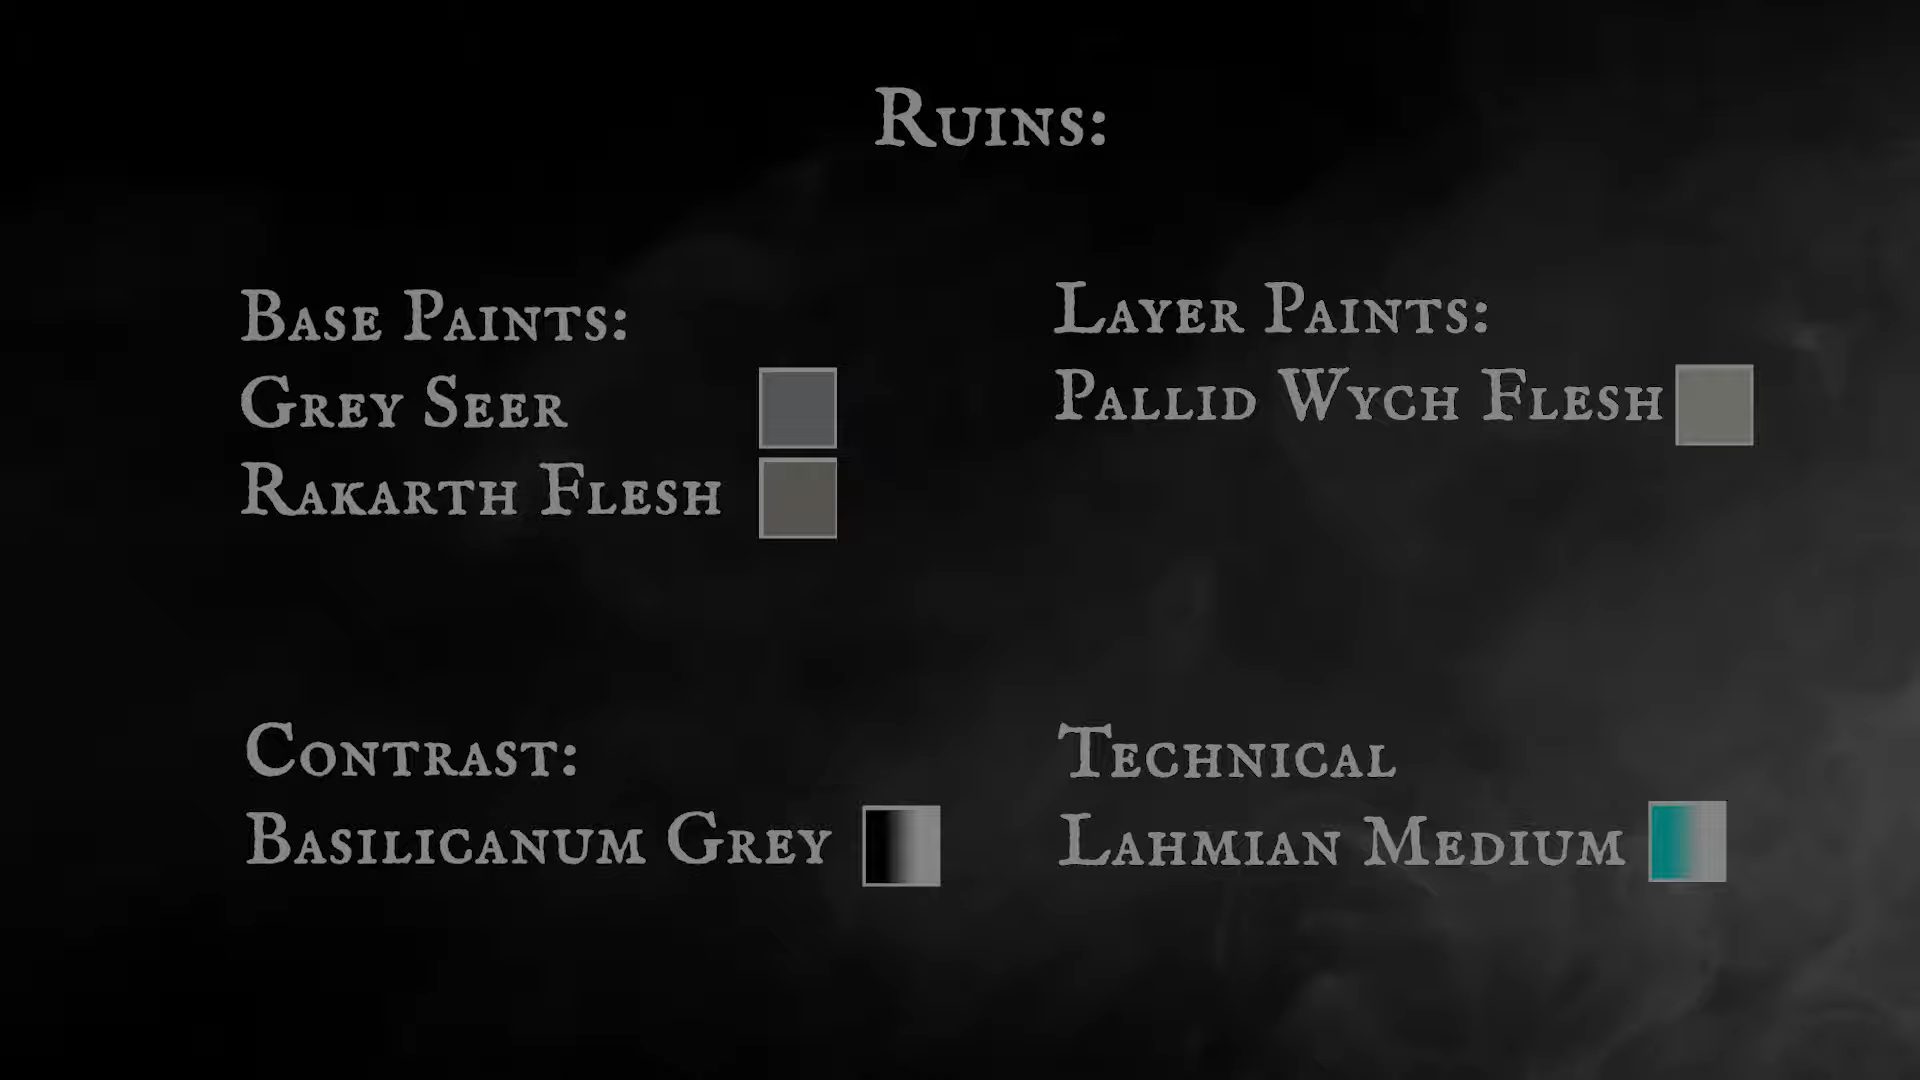 Ruins:
Base Paints:
Grey Seer
Rakarth Flesh
Layer Paints:
Pallid Wych Flesh
Contrast:
Basilicanum Grey
Technical
Lahmian Medium